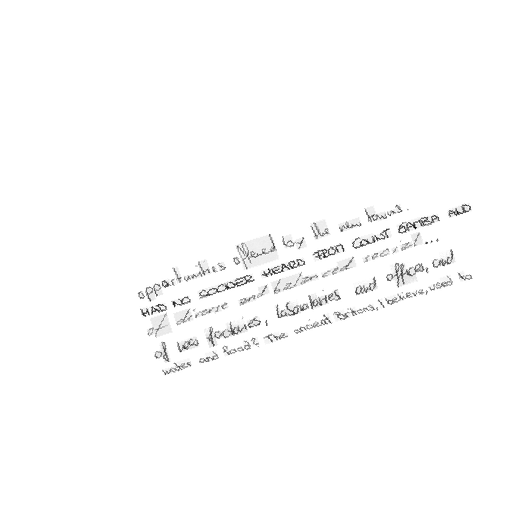 opportunities offered by the new towns.
HAD NO SOONER HEARD FROM COUNT GAMBA AND
of diverse and balanced societ...
of new factories, laboratories and offices, and
water and food? The ancient Britons, I believe, used to